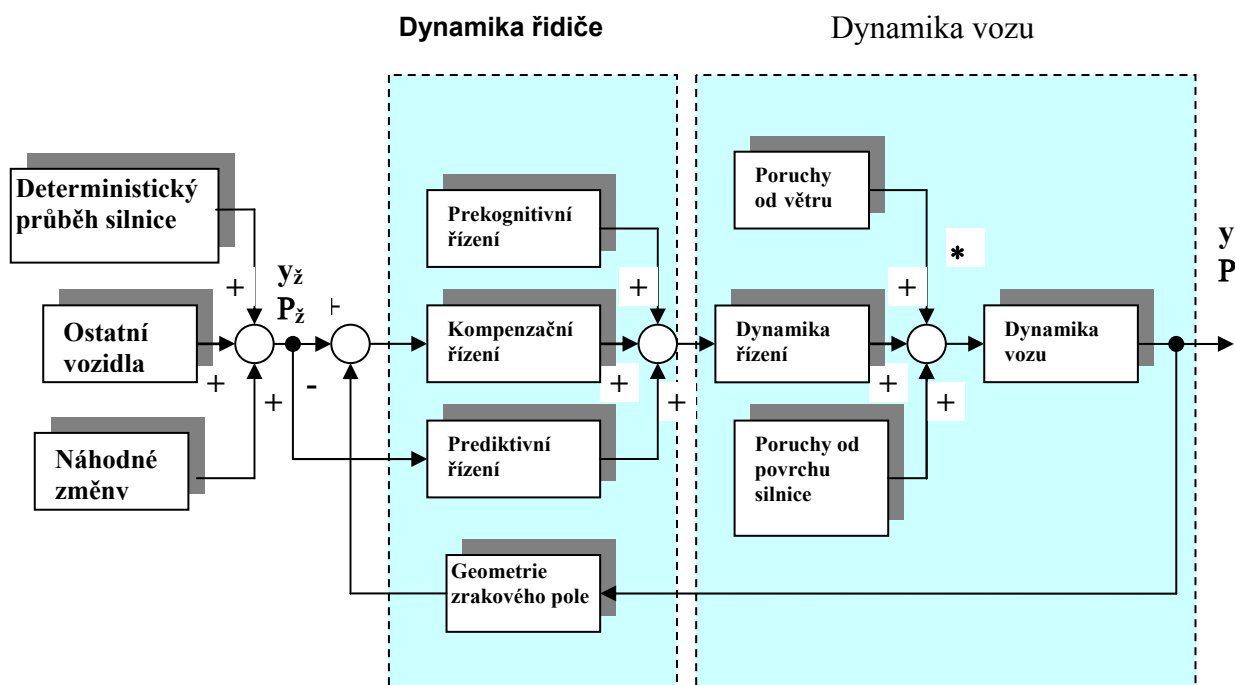 Dynamika řidiče
Dynamika vozu
Deterministický
průběh silnice
Ostatní
vozidla
Náhodné
změnv
+
+
+
yž
Pž
+
-
Prekognitivní
řízení
Kompenzační
řízení
Prediktivní
řízení
Geometrie
zrakového pole
+
+
+
Poruchy
od větru
Dynamika
řízení
Poruchy od
povrchu
silnice
*
+
+
+
Dynamika
vozu
y
P